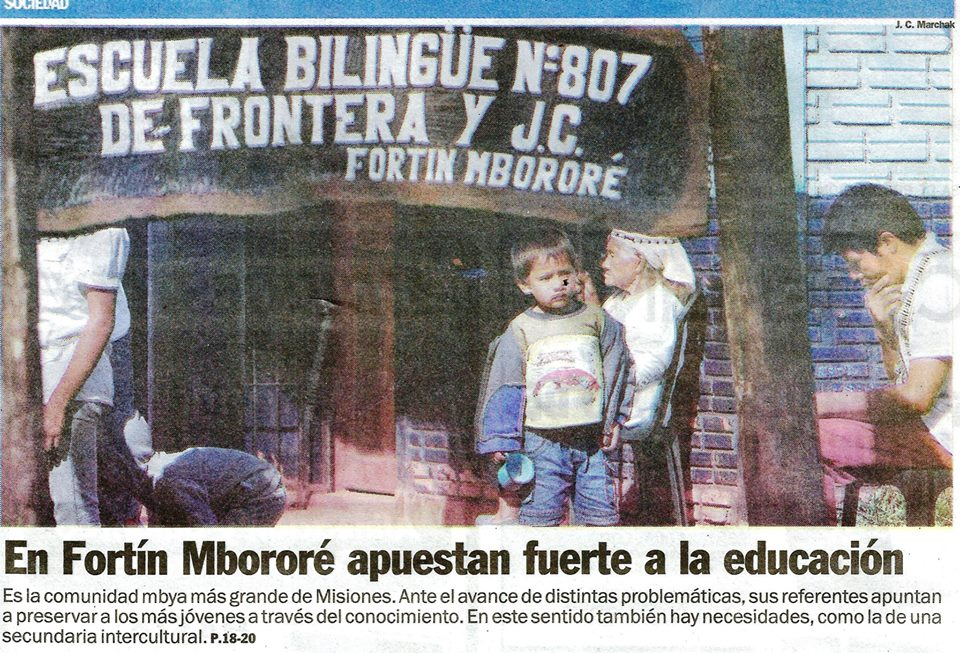 SOCIEDAD
J. C. Marchak
ESCUELA BILINGÜE Nº 807
DE FRONTERA Y J.C.
FORTIN MBORORÉ
En Fortín Mbororé apuestan fuerte a la educación
Es la comunidad mbya más grande de Misiones. Ante el avance de distintas problemáticas, sus referentes apuntan
a preservar a los más jóvenes a través del conocimiento. En este sentido también hay necesidades, como la de una
secundaria intercultural. P.18-20